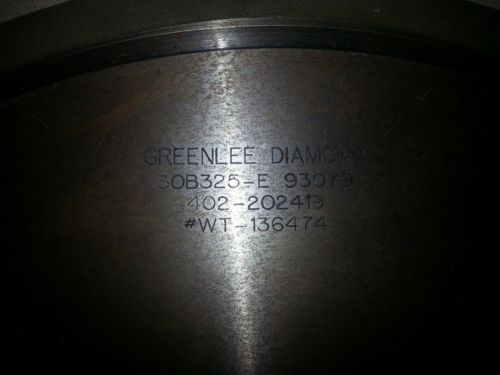 GREENLEE DIAMOND
30B325-E 93079
402-202419
#WT-136474